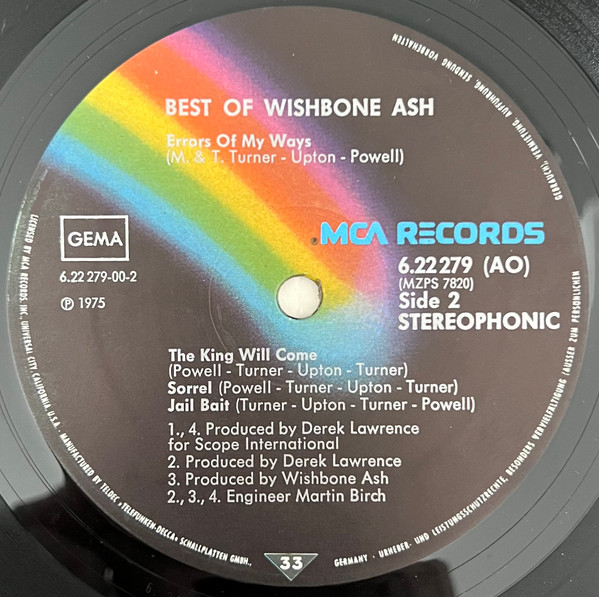 BEST OF WISHBONE ASH
Errors Of My Ways
(M. & T. Turner - Upton - Powell)
MCA RECORDS
GEMA
6.22 279-00-2
℗ 1975
6.22279 (AO)
(MZPS 7820)
Side 2
STEREOPHONIC
The King Will Come
(Powell - Turner - Upton - Turner)
Sorrel (Powell - Turner - Upton - Turner)
Jail Bait (Turner - Upton - Turner - Powell)
1., 4. Produced by Derek Lawrence
for Scope International
2. Produced by Derek Lawrence
3. Produced by Wishbone Ash
2., 3., 4. Engineer Martin Birch
33
LICENSED BY MCA RECORDS, INC. UNIVERSAL CITY, CALIFORNIA, U.S.A. · MANUFACTURED BY TELDEC »TELEFUNKEN-DECCA« SCHALLPLATTEN GMBH.,
GERMANY · URHEBER- UND LEISTUNGSSCHUTZRECHTE, BESONDERS VERVIELFÄLTIGUNG (AUSSER ZUM PERSÖNLICHEN
GEBRAUCH), VERMIETUNG, AUFFÜHRUNG, SENDUNG VORBEHALTEN